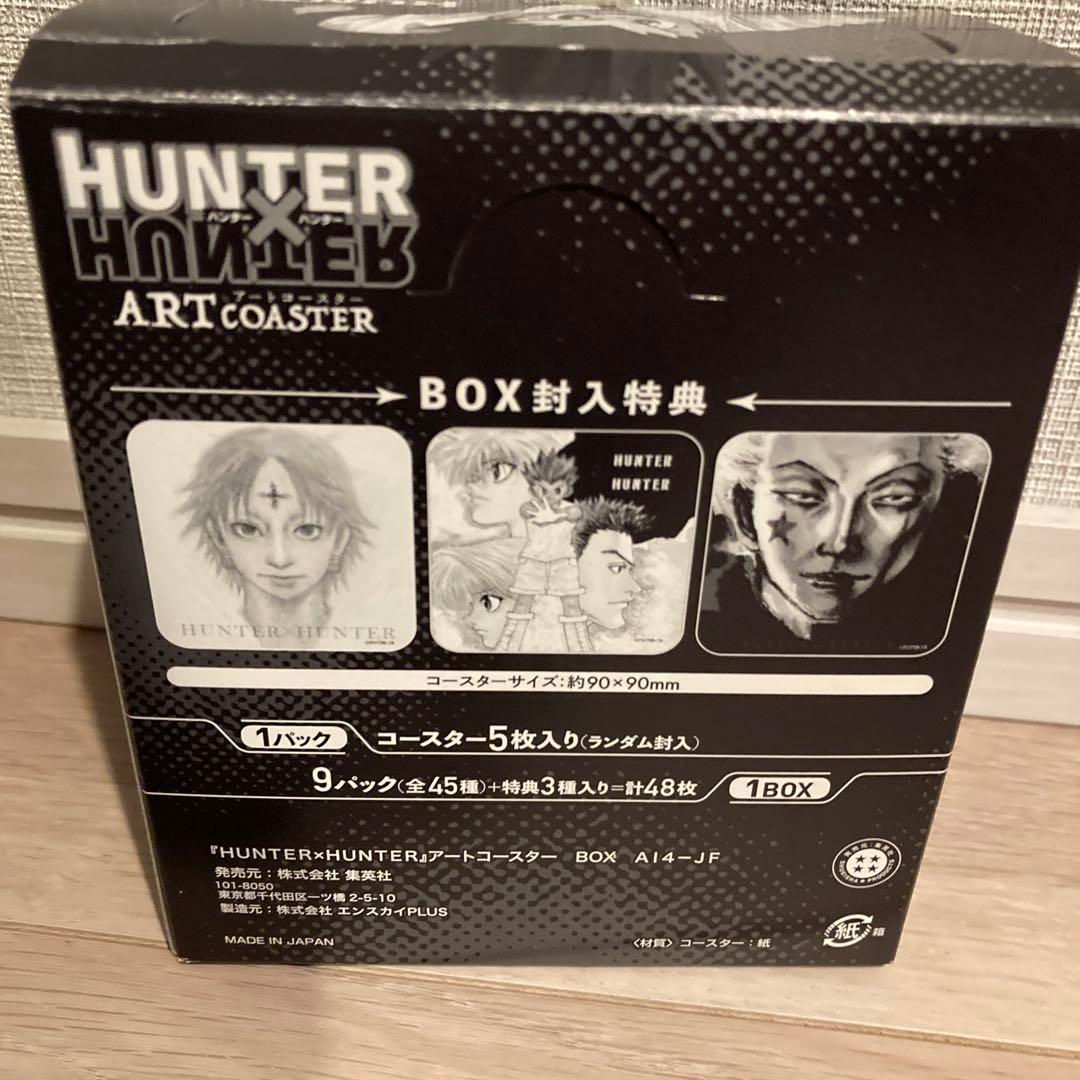 HUNTER
ハンター×ハンター
HUNTER
アートコースター
ART COASTER
BOX封入特典
HUNTER×HUNTER
HUNTER
HUNTER
コースターサイズ:約90×90mm
1パック コースター5枚入り(ランダム封入)
9パック(全45種)+特典3種入り=計48枚 1BOX
『HUNTER×HUNTER』アートコースター BOX A14-JF
発売元:株式会社 集英社
101-8050
東京都千代田区一ツ橋 2-5-10
製造元:株式会社 エンスカイPLUS
MADE IN JAPAN
〈材質〉コースター:紙
紙 箱